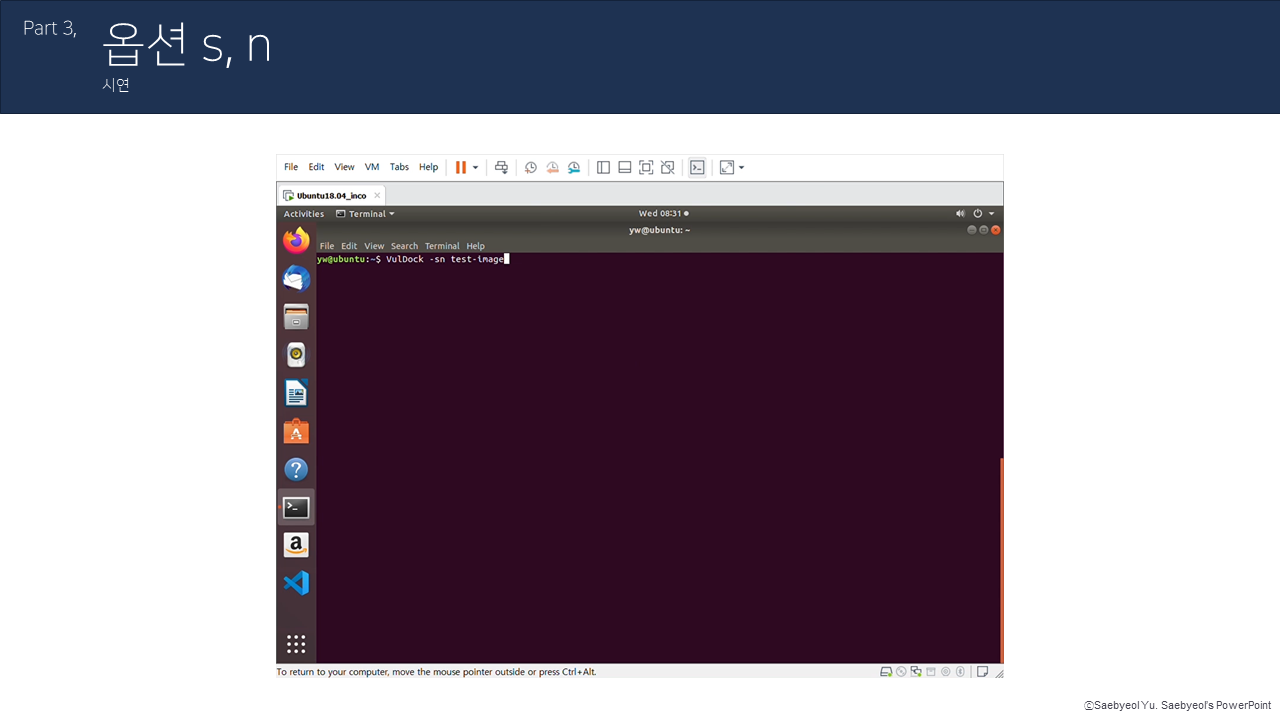 Part 3,
옵션 s, n
시연
File Edit View VM Tabs Help
Ubuntu18.04_inco
Activities Terminal Wed 08:31
yw@ubuntu: ~
File Edit View Search Terminal Help
yw@ubuntu:~$ VulDock -sn test-image
To return to your computer, move the mouse pointer outside or press Ctrl+Alt.
ⓒSaebyeol Yu. Saebyeol's PowerPoint